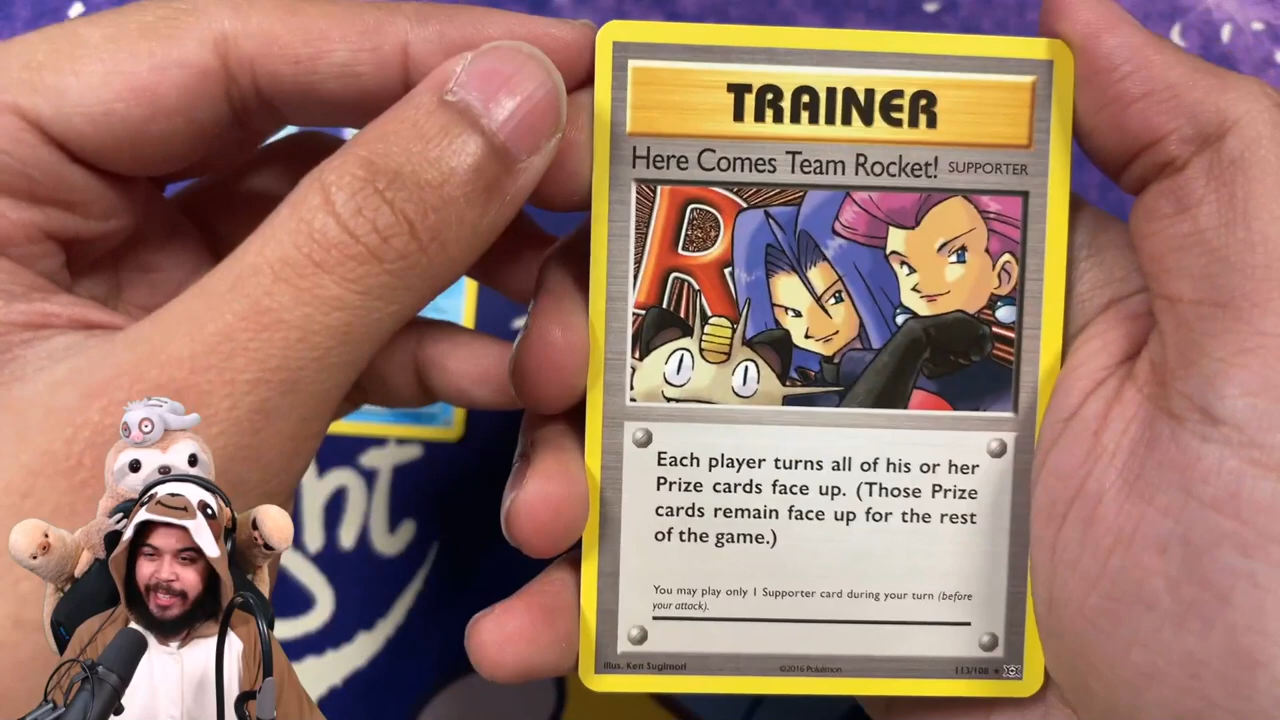 TRAINER
Here Comes Team Rocket! SUPPORTER
R
Each player turns all of his or her
Prize cards face up. (Those Prize
cards remain face up for the rest
of the game.)
You may play only 1 Supporter card during your turn (before
your attack).
Illus. Ken Sugimori
©2016 Pokémon
113/108